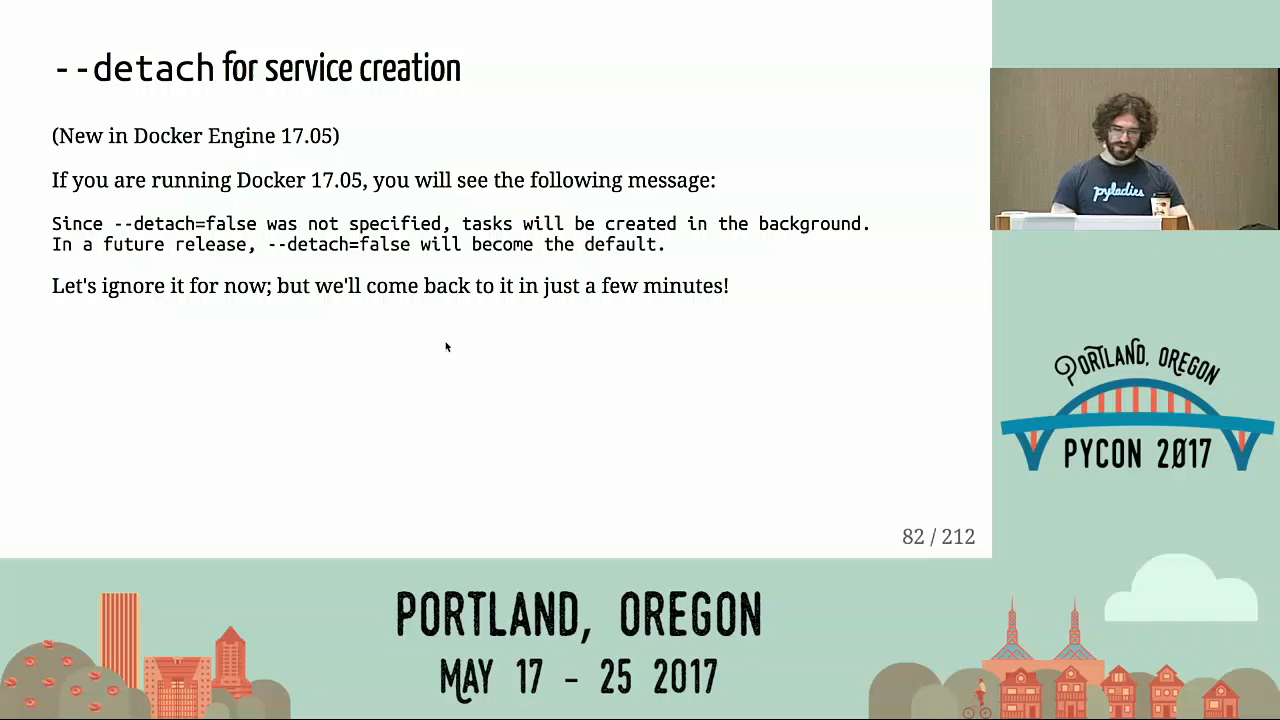 --detach for service creation
(New in Docker Engine 17.05)
If you are running Docker 17.05, you will see the following message:
Since --detach=false was not specified, tasks will be created in the background.
In a future release, --detach=false will become the default.
Let's ignore it for now; but we'll come back to it in just a few minutes!
82 / 212
pyladies
PORTLAND, OREGON
PYCON 2017
PORTLAND, OREGON
MAY 17 - 25 2017